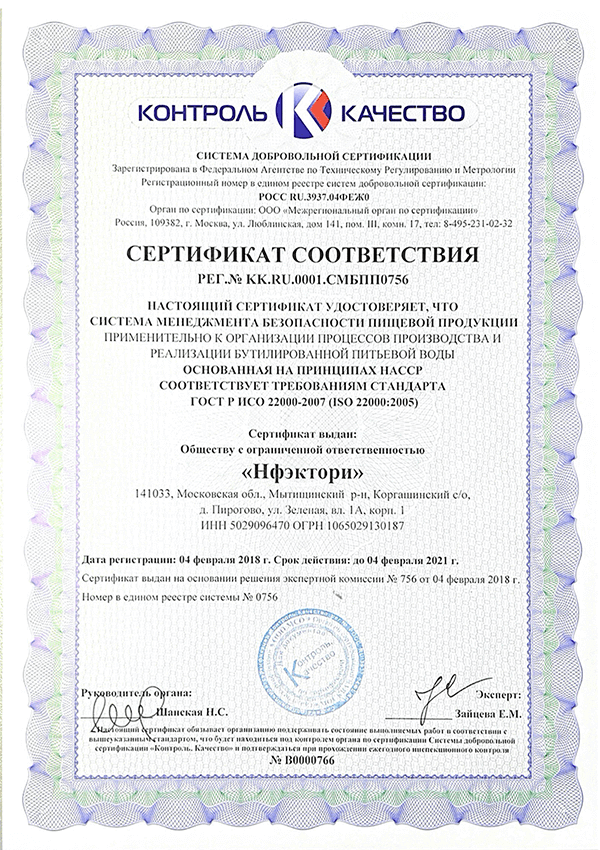 КОНТРОЛЬ КАЧЕСТВО
СИСТЕМА ДОБРОВОЛЬНОЙ СЕРТИФИКАЦИИ
Зарегистрирована в Федеральном Агентстве по Техническому Регулированию и Метрологии
Регистрационный номер в едином реестре систем добровольной сертификации:
РОСС RU.3937.04ФЕЖ0
Орган по сертификации: ООО «Межрегиональный орган по сертификации»
Россия, 109382, г. Москва, ул. Люблинская, дом 141, пом. III, комн. 17, тел: 8-495-231-02-32
СЕРТИФИКАТ СООТВЕТСТВИЯ
РЕГ.№ KK.RU.0001.СМБПП0756
НАСТОЯЩИЙ СЕРТИФИКАТ УДОСТОВЕРЯЕТ, ЧТО
СИСТЕМА МЕНЕДЖМЕНТА БЕЗОПАСНОСТИ ПИЩЕВОЙ ПРОДУКЦИИ
ПРИМЕНИТЕЛЬНО К ОРГАНИЗАЦИИ ПРОЦЕССОВ ПРОИЗВОДСТВА И
РЕАЛИЗАЦИИ БУТИЛИРОВАННОЙ ПИТЬЕВОЙ ВОДЫ
ОСНОВАННАЯ НА ПРИНЦИПАХ НАССР
СООТВЕТСТВУЕТ ТРЕБОВАНИЯМ СТАНДАРТА
ГОСТ Р ИСО 22000-2007 (ISO 22000:2005)
Сертификат выдан:
Обществу с ограниченной ответственностью
«Нфэктори»
141033, Московская обл., Мытищинский р-н, Коргашинский с/о,
д. Пирогово, ул. Зеленая, вл. 1А, корп. 1
ИНН 5029096470 ОГРН 1065029130187
Дата регистрации: 04 февраля 2018 г. Срок действия: до 04 февраля 2021 г.
Сертификат выдан на основании решения экспертной комиссии № 756 от 04 февраля 2018 г.
Номер в едином реестре системы № 0756
Контроль.
Качество
Руководитель органа:
Шанская Н.С.
Эксперт:
Зайцева Е.М.
Настоящий сертификат обязывает организацию поддерживать состояние выполняемых работ в соответствии с
вышеуказанным стандартом, что будет находиться под контролем органа по сертификации Системы добровольной
сертификации «Контроль. Качество» и подтверждаться при прохождении ежегодного инспекционного контроля
№ В0000766